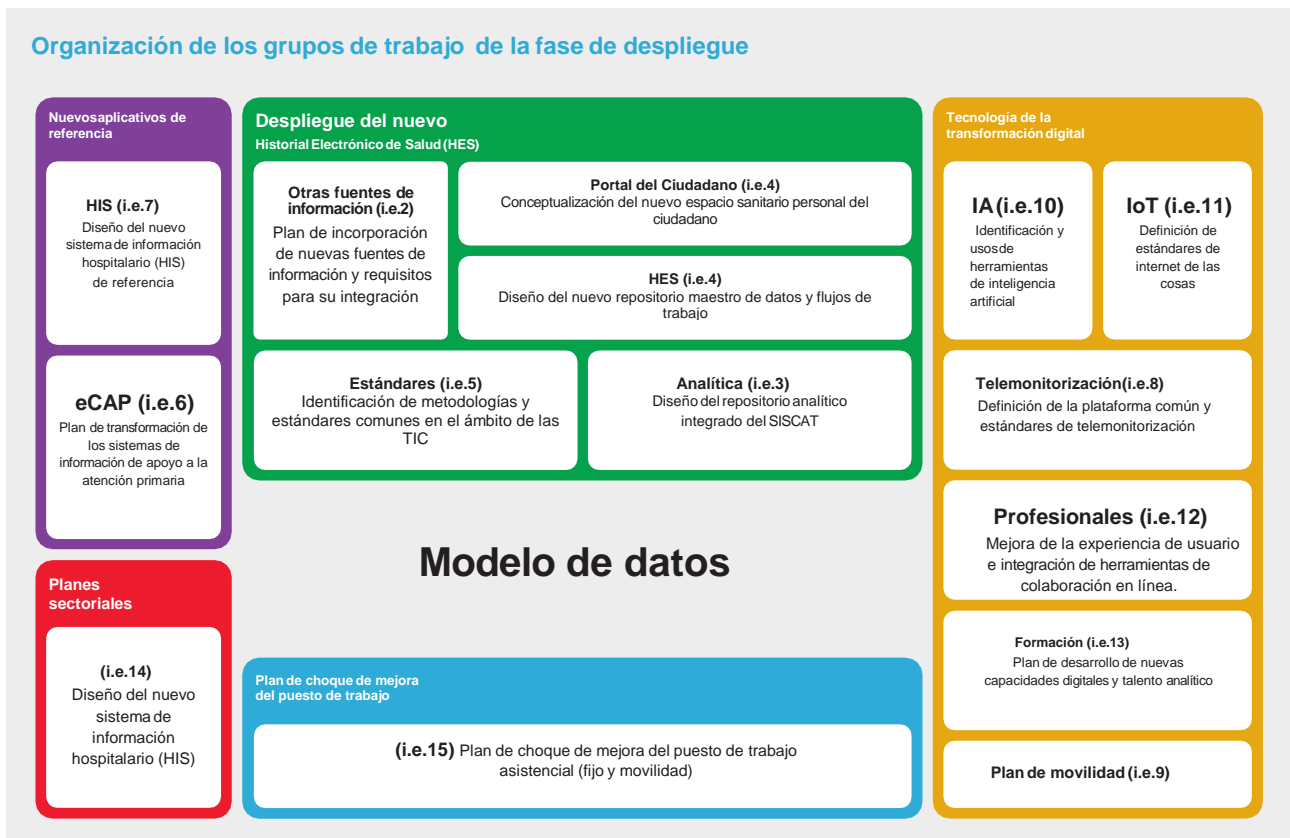 Organización de los grupos de trabajo de la fase de despliegue
Nuevosaplicativos de
referencia
HIS (i.e.7)
Diseño del nuevo
sistema de información
hospitalario (HIS)
de referencia
eCAP (i.e.6)
Plan de transformación de
los sistemas de
información de apoyo a la
atención primaria
Planes
sectoriales
(i.e.14)
Diseño del nuevo
sistema de
información
hospitalario (HIS)
Despliegue del nuevo
Historial Electrónico de Salud (HES)
Otras fuentes de
información (i.e.2)
Plan de incorporación
de nuevas fuentes de
información y requisitos
para su integración
Portal del Ciudadano (i.e.4)
Conceptualización del nuevo espacio sanitario personal del
ciudadano
HES (i.e.4)
Diseño del nuevo repositorio maestro de datos y flujos de
trabajo
Estándares (i.e.5)
Identificación de metodologías y
estándares comunes en el ámbito de las
TIC
Analítica (i.e.3)
Diseño del repositorio analítico
integrado del SISCAT
Modelo de datos
Plan de choque de mejora
del puesto de trabajo
(i.e.15) Plan de choque de mejora del puesto de trabajo
asistencial (fijo y movilidad)
Tecnología de la
transformación digital
IA (i.e.10)
Identificación y
usos de
herramientas
de inteligencia
artificial
IoT (i.e.11)
Definición de
estándares de
internet de las
cosas
Telemonitorización(i.e.8)
Definición de la plataforma común y
estándares de telemonitorización
Profesionales (i.e.12)
Mejora de la experiencia de usuario
e integración de herramientas de
colaboración en línea.
Formación (i.e.13)
Plan de desarrollo de nuevas
capacidades digitales y talento analítico
Plan de movilidad (i.e.9)